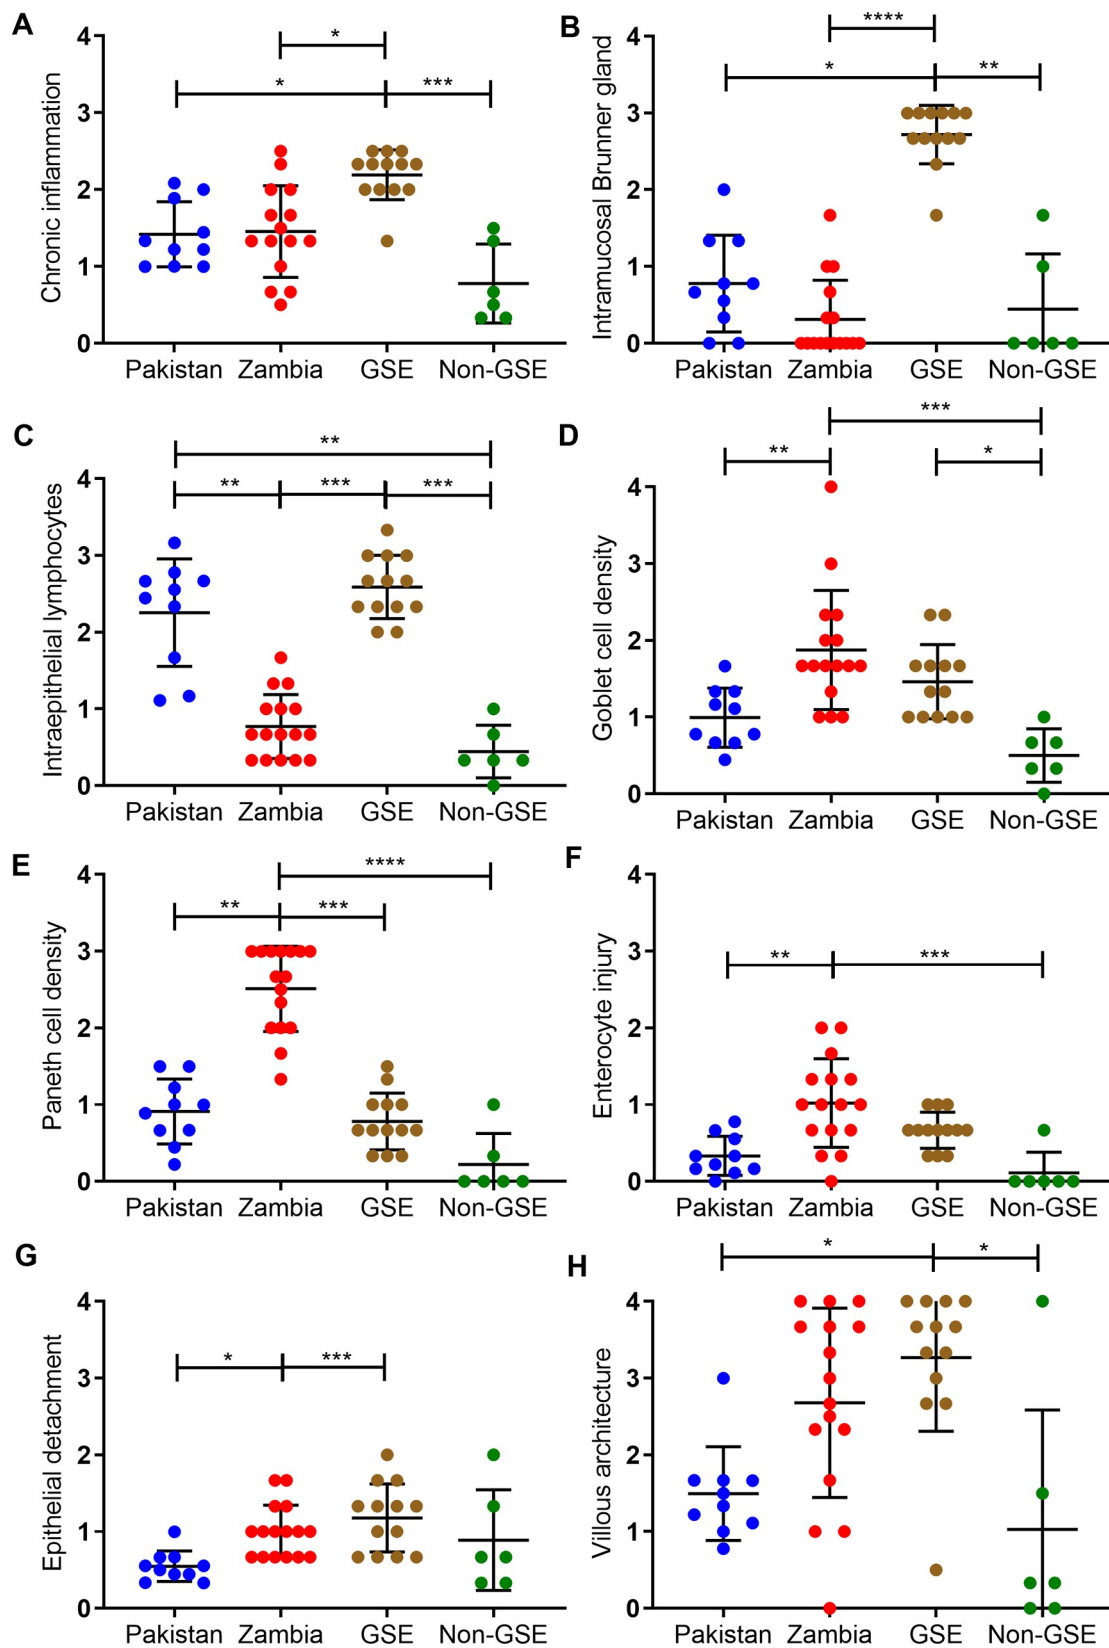 A
Chronic inflammation
4
3
2
1
0
*
*
***
Pakistan Zambia GSE Non-GSE
B
Intramucosal Brunner gland
4
3
2
1
0
****
*
**
Pakistan Zambia GSE Non-GSE
C
Intraepithelial lymphocytes
4
3
2
1
0
**
**
***
***
Pakistan Zambia GSE Non-GSE
D
Goblet cell density
4
3
2
1
0
***
**
*
Pakistan Zambia GSE Non-GSE
E
Paneth cell density
4
3
2
1
0
****
**
***
Pakistan Zambia GSE Non-GSE
F
Enterocyte injury
4
3
2
1
0
**
***
Pakistan Zambia GSE Non-GSE
G
Epithelial detachment
4
3
2
1
0
*
***
Pakistan Zambia GSE Non-GSE
H
Villous architecture
4
3
2
1
0
*
*
Pakistan Zambia GSE Non-GSE